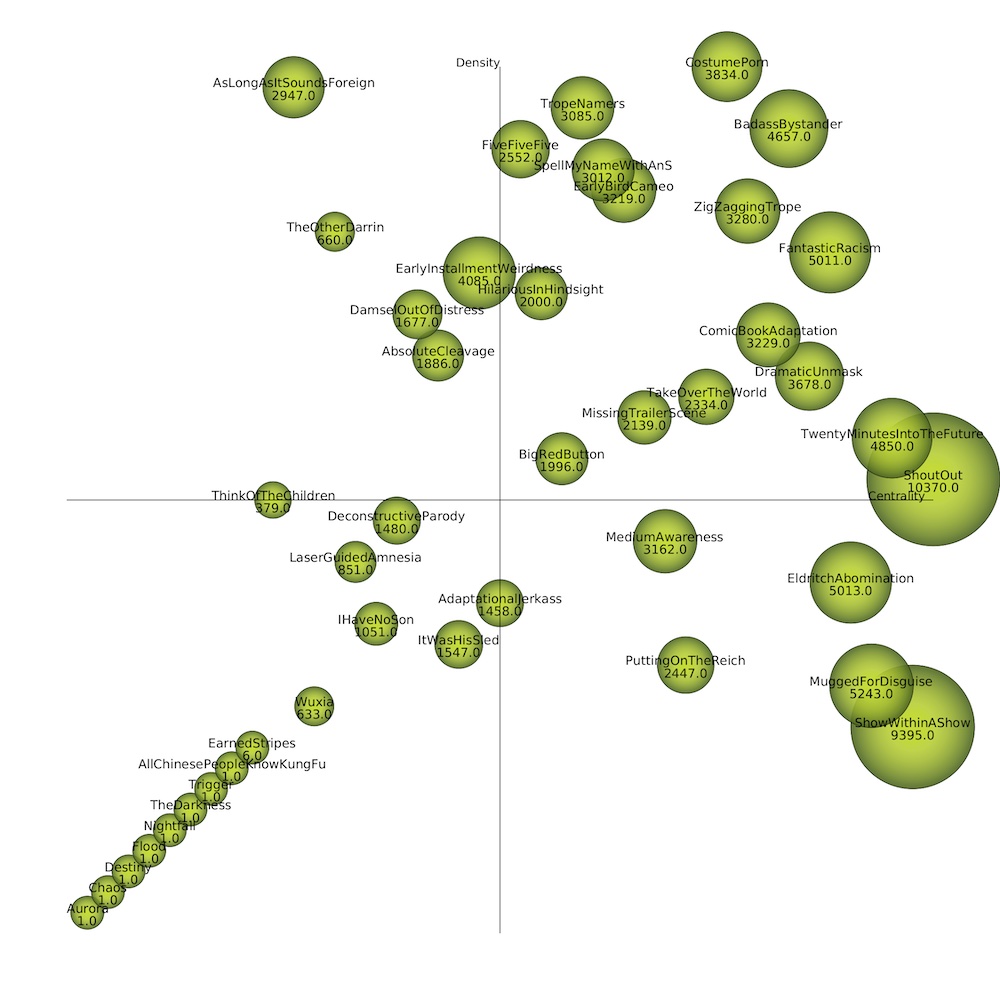 Density
CostumePorn
3834.0
AsLongAsItSoundsForeign
2947.0
TropeNamers
3085.0
BadassBystander
4657.0
FiveFiveFive
2552.0
SpellMyNameWithAnS
3012.0
EarlyBirdCameo
3219.0
ZigZaggingTrope
3280.0
TheOtherDarrin
660.0
FantasticRacism
5011.0
EarlyInstallmentWeirdness
4085.0
HilariousInHindsight
2000.0
DamselOutOfDistress
1677.0
ComicBookAdaptation
3229.0
AbsoluteCleavage
1886.0
DramaticUnmask
3678.0
TakeOverTheWorld
2334.0
MissingTrailerScene
2139.0
TwentyMinutesIntoTheFuture
4850.0
BigRedButton
1996.0
ShoutOut
10370.0
Centrality
ThinkOfTheChildren
379.0
DeconstructiveParody
1480.0
MediumAwareness
3162.0
LaserGuidedAmnesia
851.0
EldritchAbomination
5013.0
AdaptationalJerkass
1458.0
IHaveNoSon
1051.0
ItWasHisSled
1547.0
PuttingOnTheReich
2447.0
MuggedForDisguise
5243.0
Wuxia
633.0
ShowWithinAShow
9395.0
EarnedStripes
6.0
AllChinesePeopleKnowKungFu
1.0
Trigger
1.0
TheDarkness
1.0
Nightfall
1.0
Flood
1.0
Destiny
1.0
Chaos
1.0
Aurora
1.0